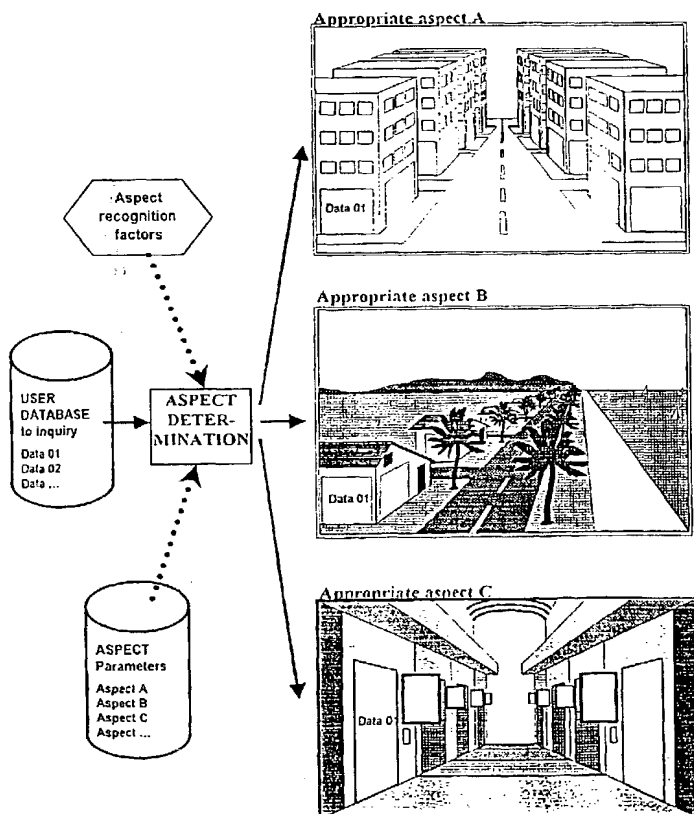 Appropriate aspect A
Data 01
Aspect
recognition
factors
Appropriate aspect B
USER
DATABASE
to Inquiry
Data 01
Data 02
Data ...
ASPECT
DETER-
MINATION
Data 01
Appropriate aspect C
ASPECT
Parameters
Aspect A
Aspect B
Aspect C
Aspect ...
Data 01